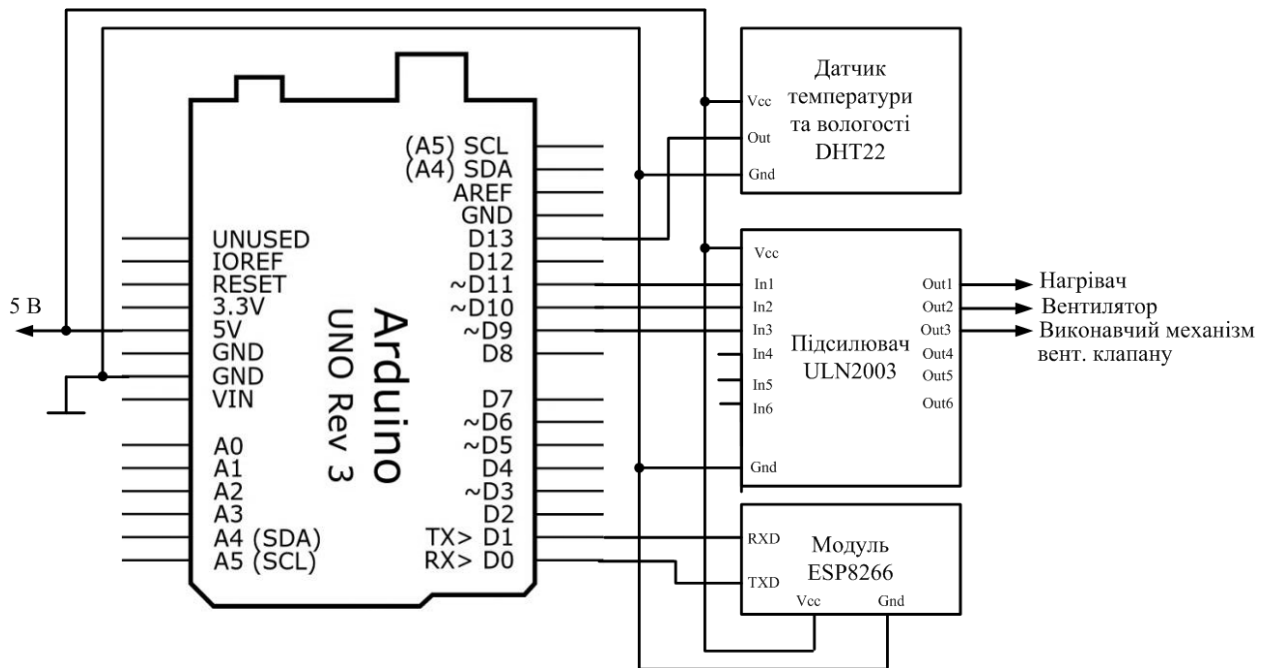 5 В
UNUSED
IOREF
RESET
3.3V
5V
GND
GND
VIN
A0
A1
A2
A3
A4 (SDA)
A5 (SCL)
Arduino
UNO Rev 3
(A5) SCL
(A4) SDA
AREF
GND
D13
D12
~D11
~D10
~D9
D8
D7
~D6
~D5
D4
~D3
D2
TX> D1
RX> D0
Датчик
температури
та вологості
DHT22
Vcc
Out
Gnd
Vcc
In1
In2
In3
In4
In5
In6
Gnd
Підсилювач
ULN2003
Out1
Out2
Out3
Out4
Out5
Out6
Нагрівач
Вентилятор
Виконавчий механізм
вент. клапану
RXD
TXD
Модуль
ESP8266
Vcc
Gnd